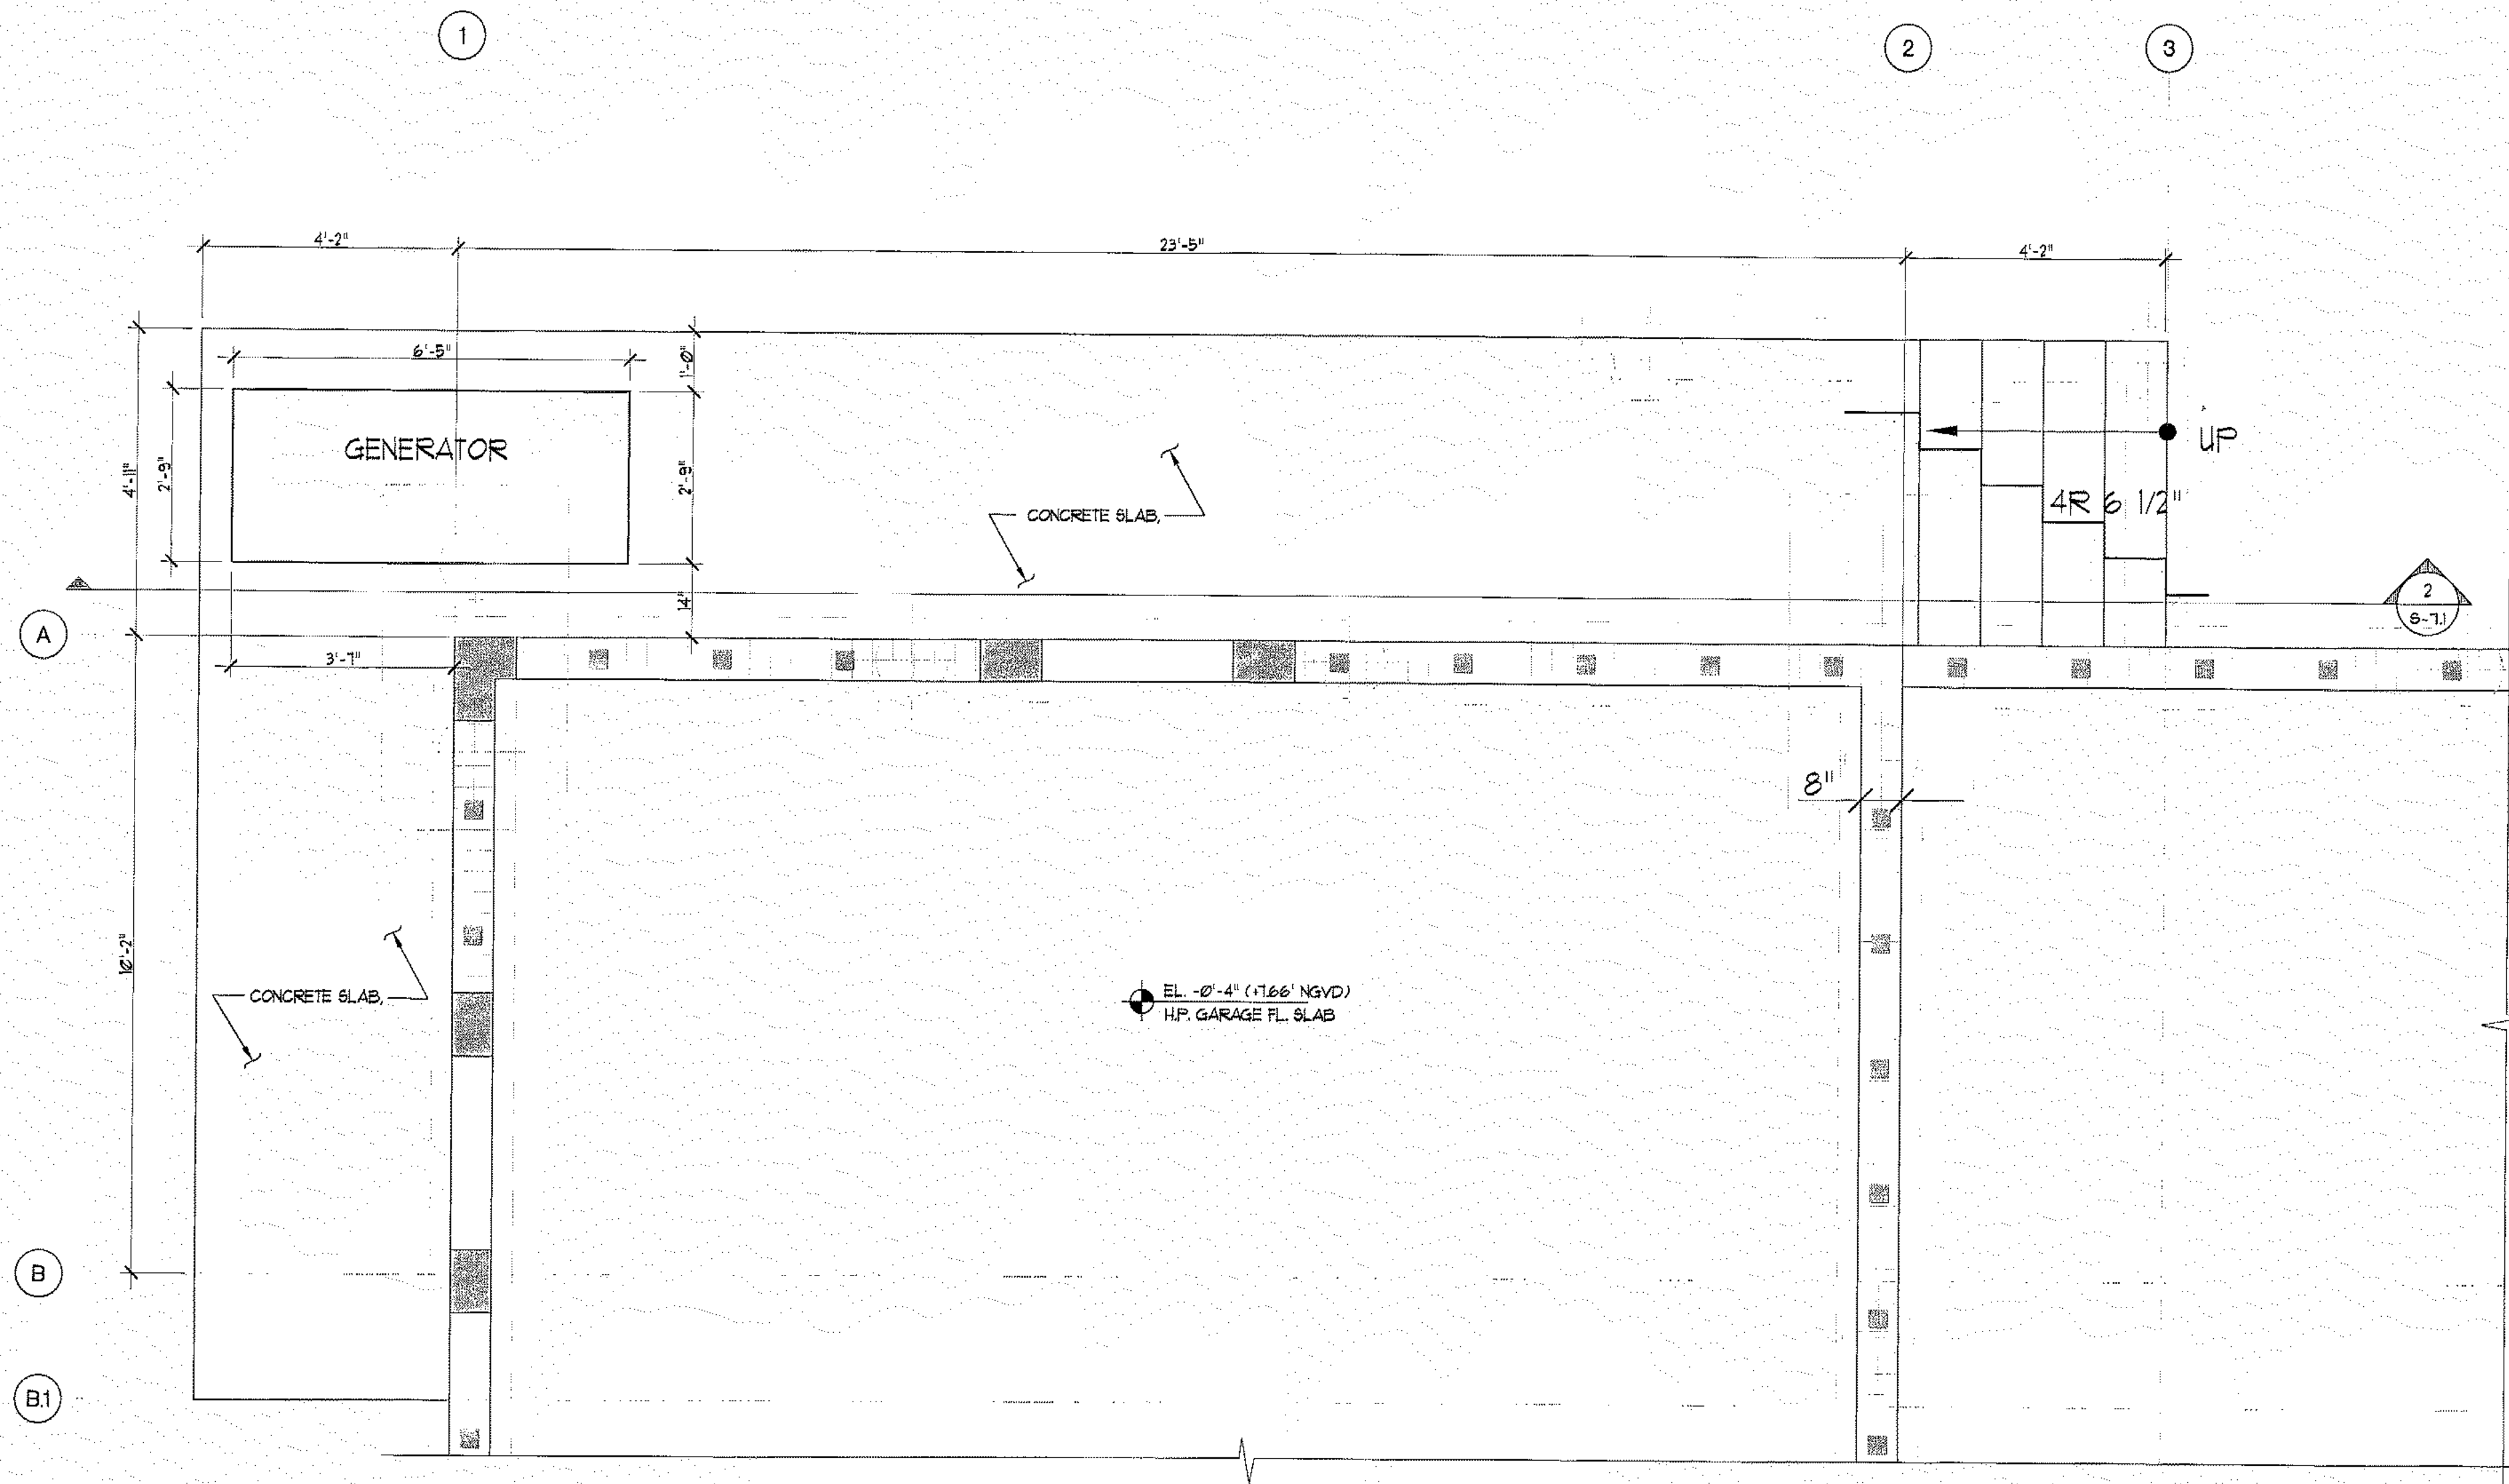 1
2
3
4'-2"
23'-5"
4'-2"
6'-5"
1'-0"
GENERATOR
UP
4'-11"
2'-9"
2'-9"
4R 6 1/2"
CONCRETE SLAB,
14"
2
S-7.1
A
3'-7"
8"
10'-2"
CONCRETE SLAB,
EL. -0'-4" (+7.66' NGVD)
H.P. GARAGE FL. SLAB
B
B.1